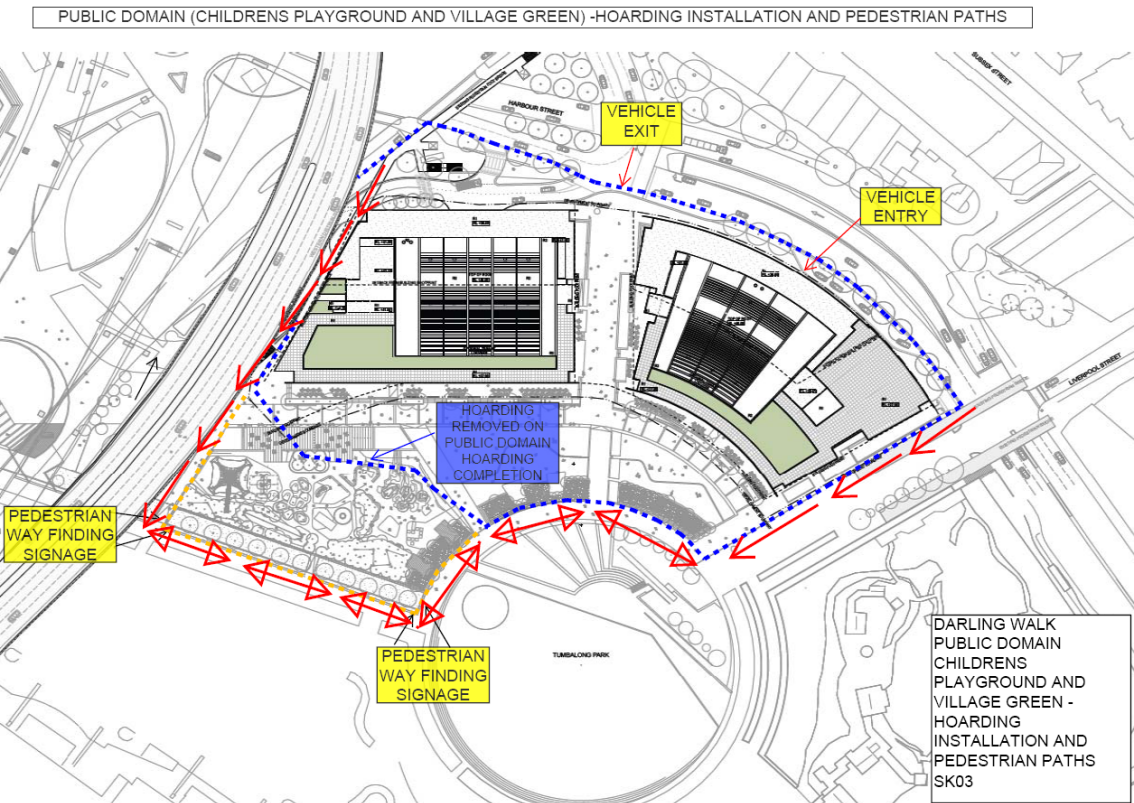 PUBLIC DOMAIN (CHILDRENS PLAYGROUND AND VILLAGE GREEN) -HOARDING INSTALLATION AND PEDESTRIAN PATHS
SUSSEX STREET
HARBOUR STREET
VEHICLE
EXIT
VEHICLE
ENTRY
LIVERPOOL STREET
HOARDING
REMOVED ON
PUBLIC DOMAIN
HOARDING
COMPLETION
PEDESTRIAN
WAY FINDING
SIGNAGE
PEDESTRIAN
WAY FINDING
SIGNAGE
TUMBALONG PARK
DARLING WALK
PUBLIC DOMAIN
CHILDRENS
PLAYGROUND AND
VILLAGE GREEN -
HOARDING
INSTALLATION AND
PEDESTRIAN PATHS
SK03